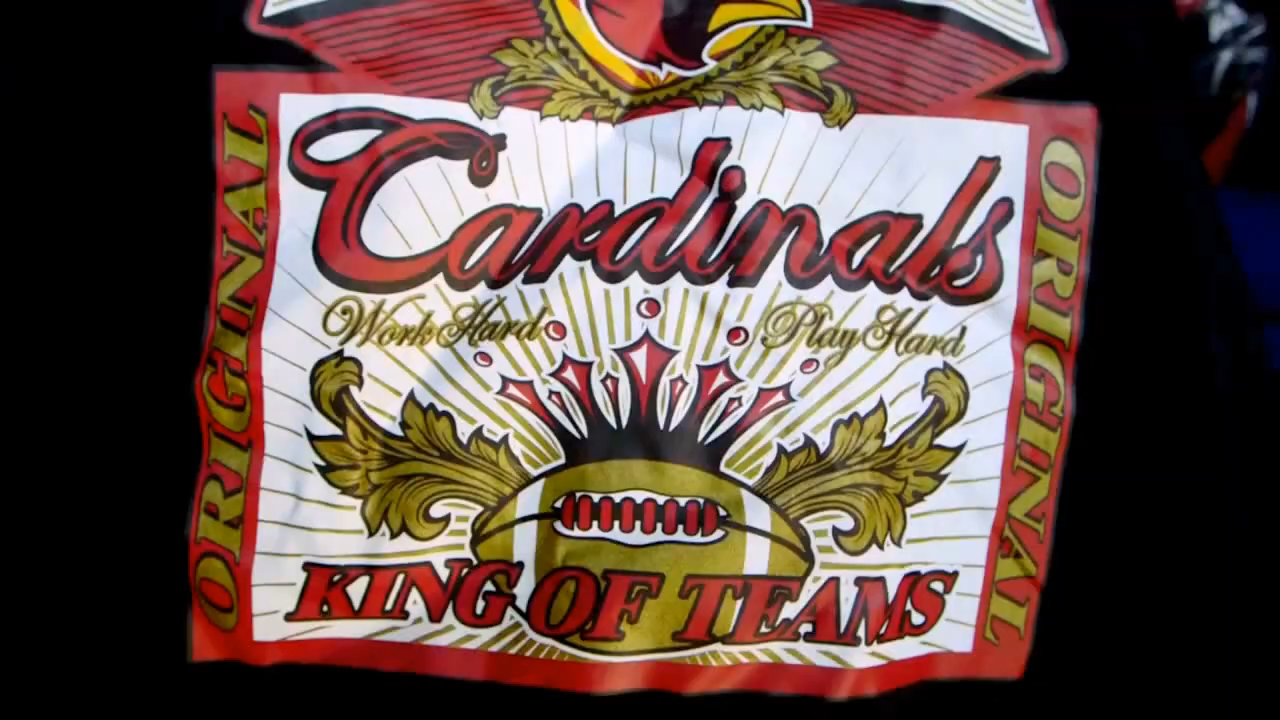 Cardinals
Work Hard Play Hard
ORIGINAL
ORIGINAL
KING OF TEAMS